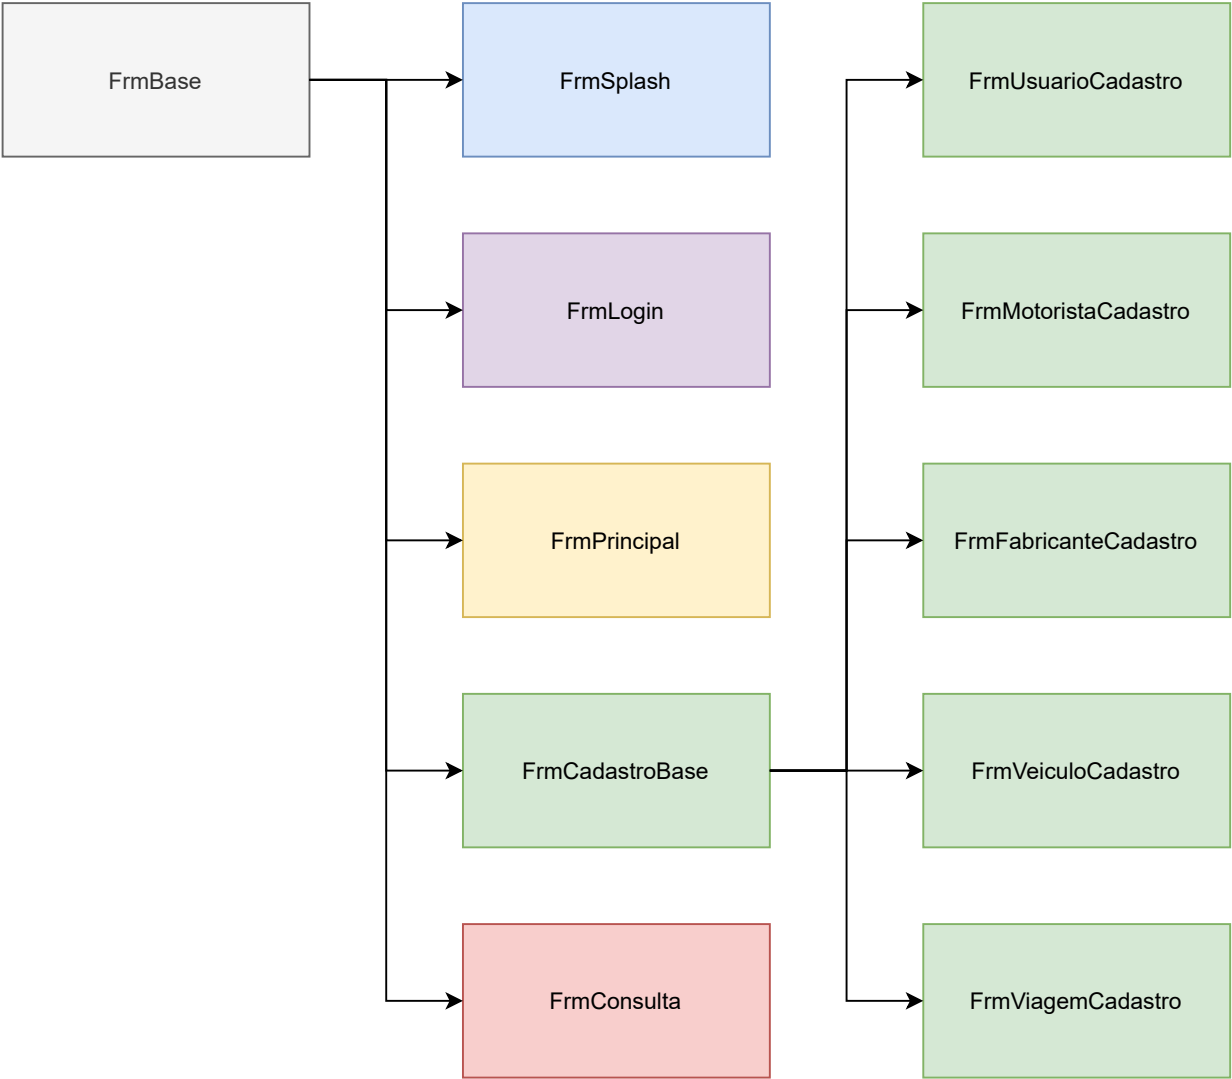 FrmBase
FrmSplash
FrmUsuarioCadastro
FrmLogin
FrmMotoristaCadastro
FrmPrincipal
FrmFabricanteCadastro
FrmCadastroBase
FrmVeiculoCadastro
FrmConsulta
FrmViagemCadastro